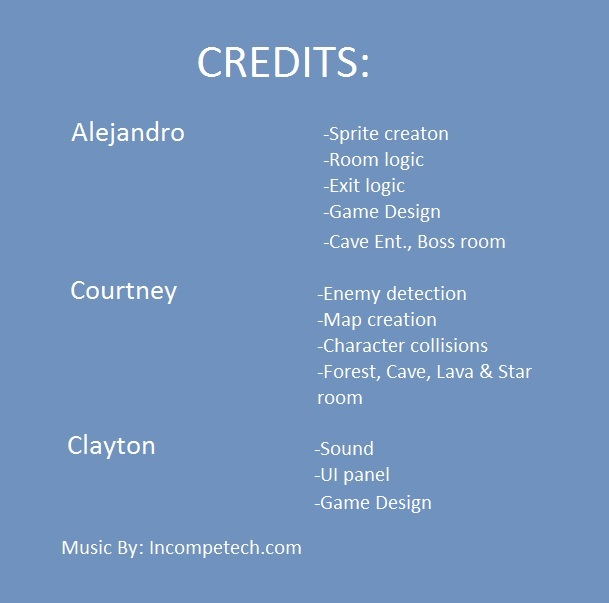 CREDITS:
Alejandro
-Sprite creaton
-Room logic
-Exit logic
-Game Design
-Cave Ent., Boss room
Courtney
-Enemy detection
-Map creation
-Character collisions
-Forest, Cave, Lava & Star
room
Clayton
-Sound
-UI panel
-Game Design
Music By: Incompetech.com